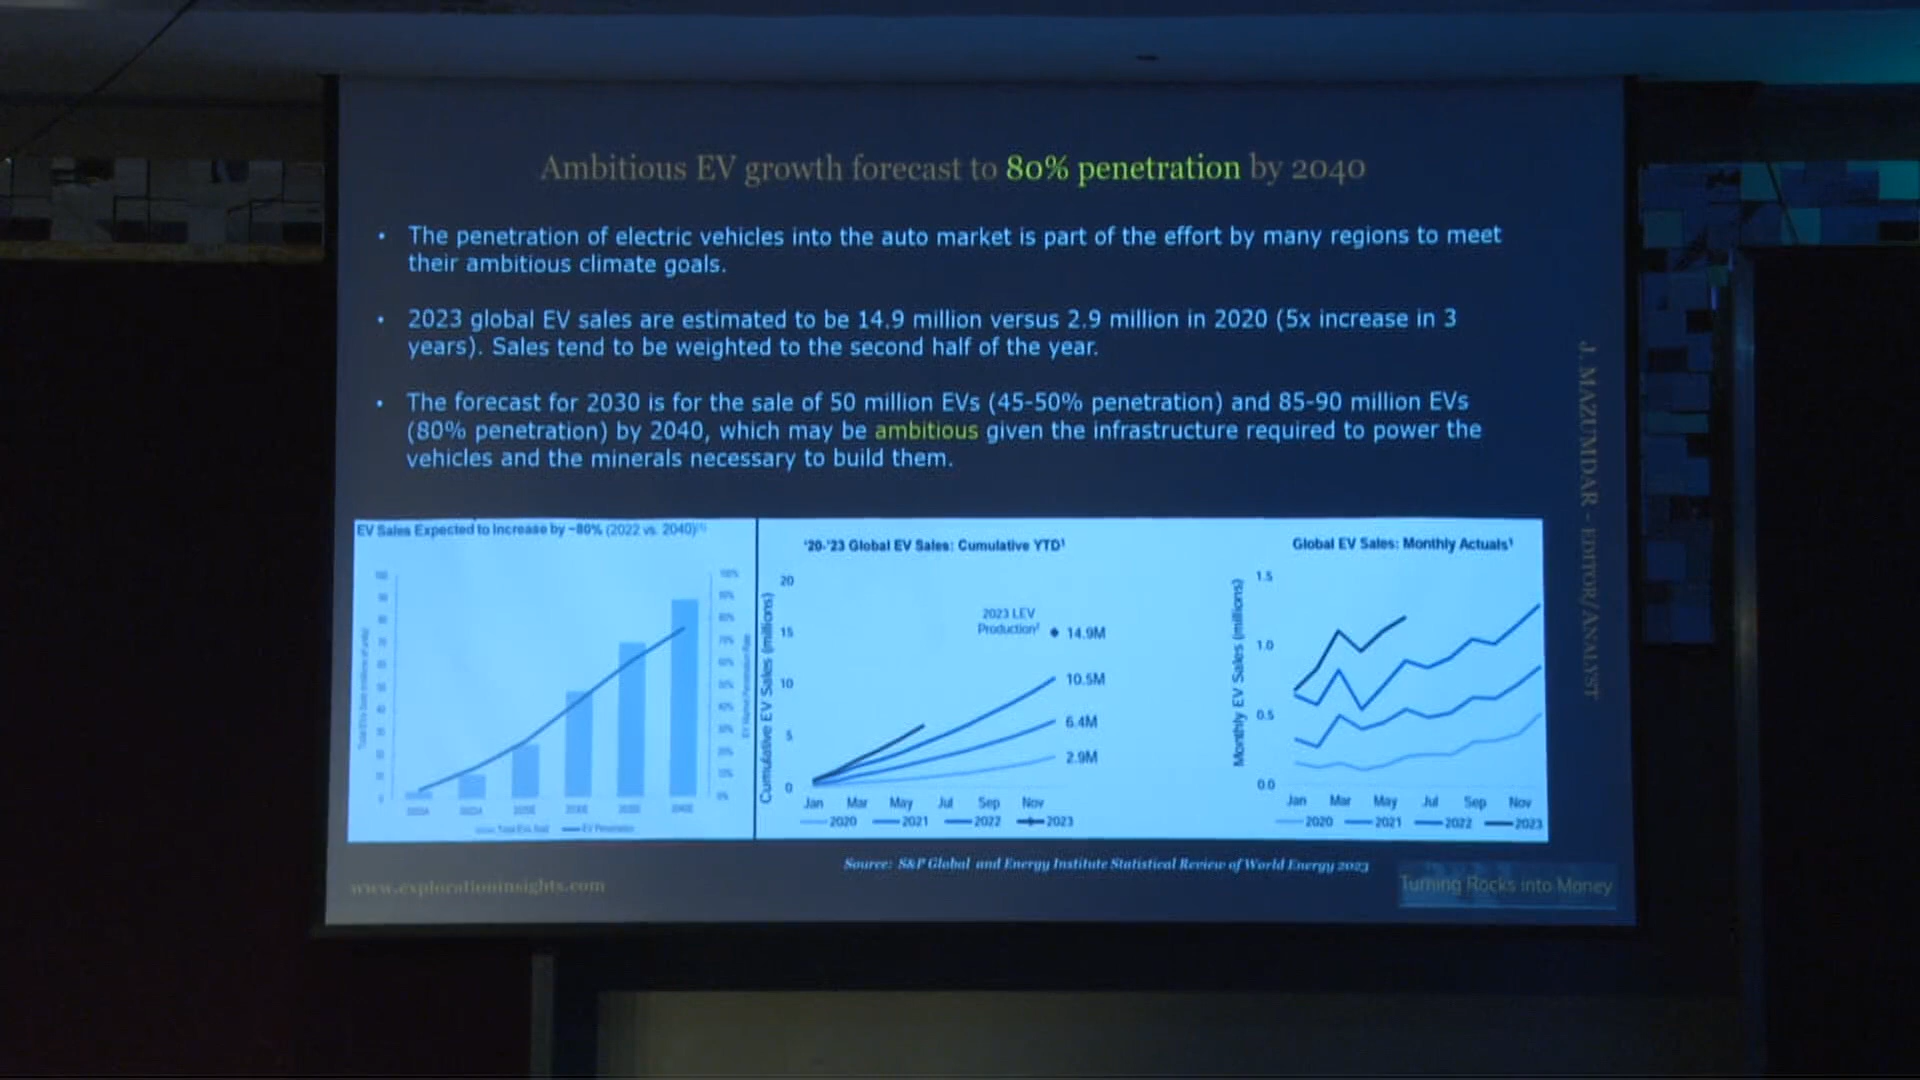 Ambitious EV growth forecast to 80% penetration by 2040
• The penetration of electric vehicles into the auto market is part of the effort by many regions to meet
their ambitious climate goals.
• 2023 global EV sales are estimated to be 14.9 million versus 2.9 million in 2020 (5x increase in 3
years). Sales tend to be weighted to the second half of the year.
• The forecast for 2030 is for the sale of 50 million EVs (45-50% penetration) and 85-90 million EVs
(80% penetration) by 2040, which may be ambitious given the infrastructure required to power the
vehicles and the minerals necessary to build them.
J. MAZUMDAR - EDITOR/ANALYST
EV Sales Expected to Increase by ~80% (2022 vs. 2040)
Total EVs Sold
EV Penetration
'20-'23 Global EV Sales: Cumulative YTD¹
Cumulative EV Sales (millions)
20
15
10
5
0
2023 LEV
Production²
14.9M
10.5M
6.4M
2.9M
Jan Mar May Jul Sep Nov
2020 2021 2022 2023
Global EV Sales: Monthly Actuals¹
Monthly EV Sales (millions)
1.5
1.0
0.5
0.0
Jan Mar May Jul Sep Nov
2020 2021 2022 2023
Source: S&P Global and Energy Institute Statistical Review of World Energy 2023
www.explorationinsights.com
Turning Rocks into Money